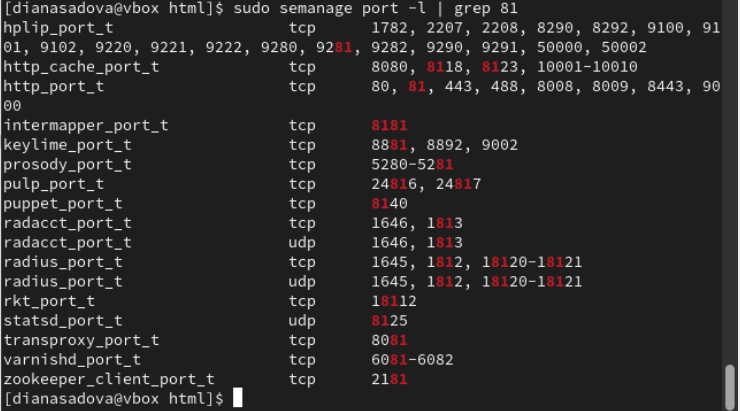 [dianasadova@vbox html]$ sudo semanage port -l | grep 81
hplip_port_t                   tcp      1782, 2207, 2208, 8290, 8292, 9100, 91
01, 9102, 9220, 9221, 9222, 9280, 9281, 9282, 9290, 9291, 50000, 50002
http_cache_port_t              tcp      8080, 8118, 8123, 10001-10010
http_port_t                    tcp      80, 81, 443, 488, 8008, 8009, 8443, 90
00
intermapper_port_t             tcp      8181
keylime_port_t                 tcp      8881, 8892, 9002
prosody_port_t                 tcp      5280-5281
pulp_port_t                    tcp      24816, 24817
puppet_port_t                  tcp      8140
radacct_port_t                 tcp      1646, 1813
radacct_port_t                 udp      1646, 1813
radius_port_t                  tcp      1645, 1812, 18120-18121
radius_port_t                  udp      1645, 1812, 18120-18121
rkt_port_t                     tcp      18112
statsd_port_t                  udp      8125
transproxy_port_t              tcp      8081
varnishd_port_t                tcp      6081-6082
zookeeper_client_port_t        tcp      2181
[dianasadova@vbox html]$